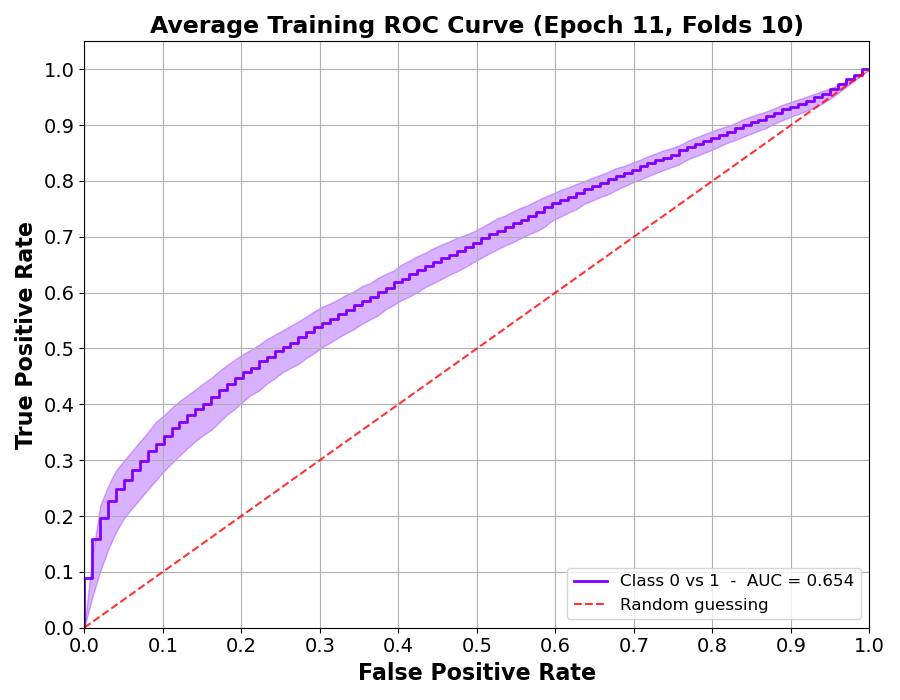 Average Training ROC Curve (Epoch 11, Folds 10)
True Positive Rate
1.0
0.9
0.8
0.7
0.6
0.5
0.4
0.3
0.2
0.1
0.0
Class 0 vs 1 - AUC = 0.654
Random guessing
0.0 0.1 0.2 0.3 0.4 0.5 0.6 0.7 0.8 0.9 1.0
False Positive Rate